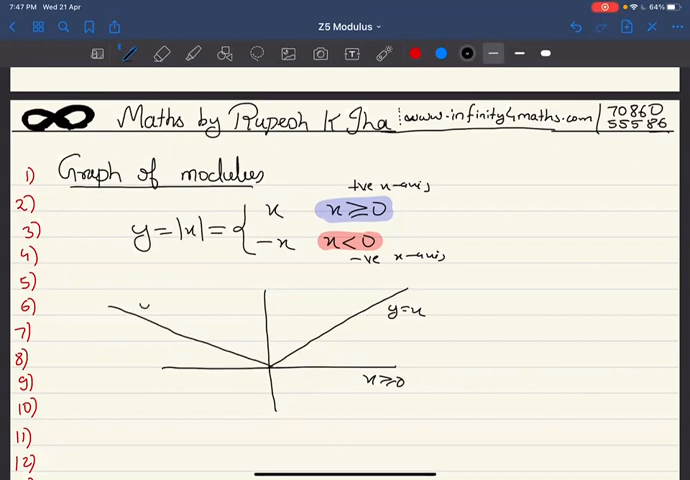 7:47 PM Wed 21 Apr
64%
Z5 Modulus
Maths by Rupesh K Jha
www.infinity4maths.com
70860
55586
1) Graph of modulus
+ve x-axis
2) x x ≥ 0
3) y = |x| = {
-x x < 0
4) -ve x-axis
5)
6) y = x
7)
8)
x ≥ 0
9)
10)
11)
12)